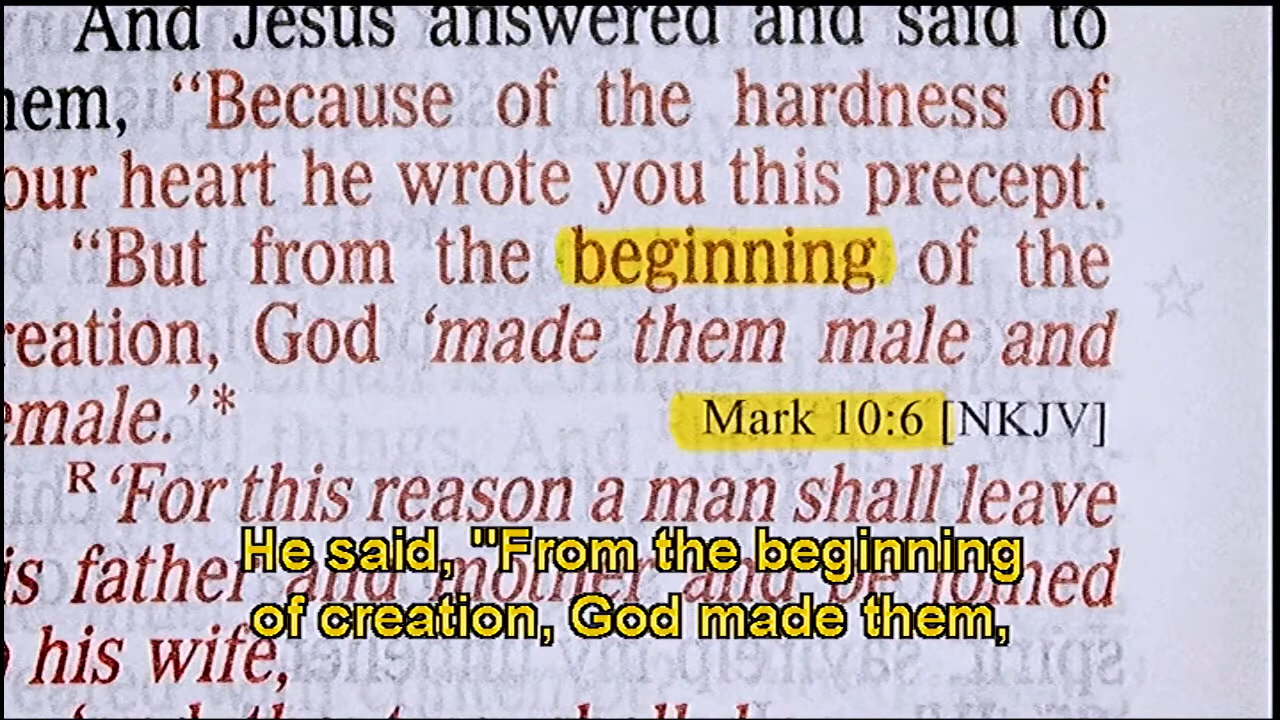 And Jesus answered and said to
hem, “Because of the hardness of
our heart he wrote you this precept.
“But from the beginning of the
reation, God ‘made them male and
emale.’*
Mark 10:6 [NKJV]
R ‘For this reason a man shall leave
is father and mother and be joined
his wife,
He said, "From the beginning
of creation, God made them,